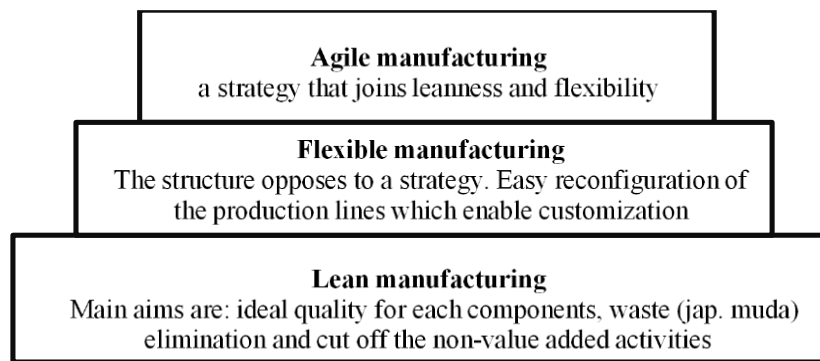 Agile manufacturing
a strategy that joins leanness and flexibility
Flexible manufacturing
The structure opposes to a strategy. Easy reconfiguration of
the production lines which enable customization
Lean manufacturing
Main aims are: ideal quality for each components, waste (jap. muda)
elimination and cut off the non-value added activities